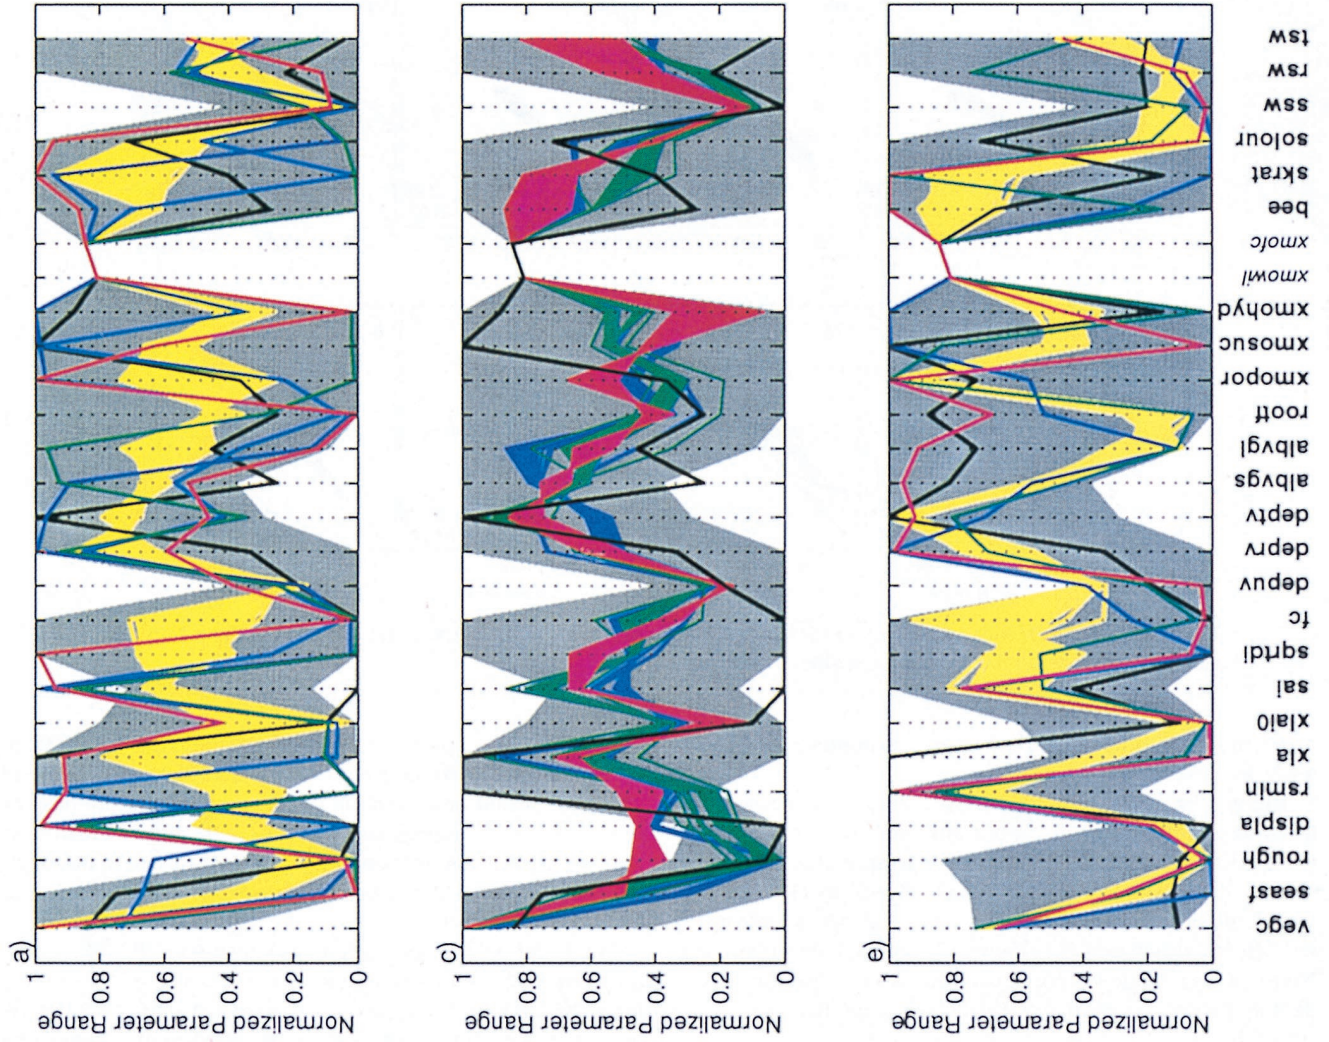 a)
1
0.8
0.6
0.4
0.2
0
Normalized Parameter Range
c)
1
0.8
0.6
0.4
0.2
0
Normalized Parameter Range
e)
1
0.8
0.6
0.4
0.2
0
Normalized Parameter Range
vegc
seasf
rough
displa
rsmin
xla
xlai0
sai
sqrtdi
fc
depuv
deprv
deptv
albvgs
albvgl
rootf
xmopor
xmosuc
xmohyd
xmowil
xmofc
bee
skrat
solour
ssw
rsw
tsw